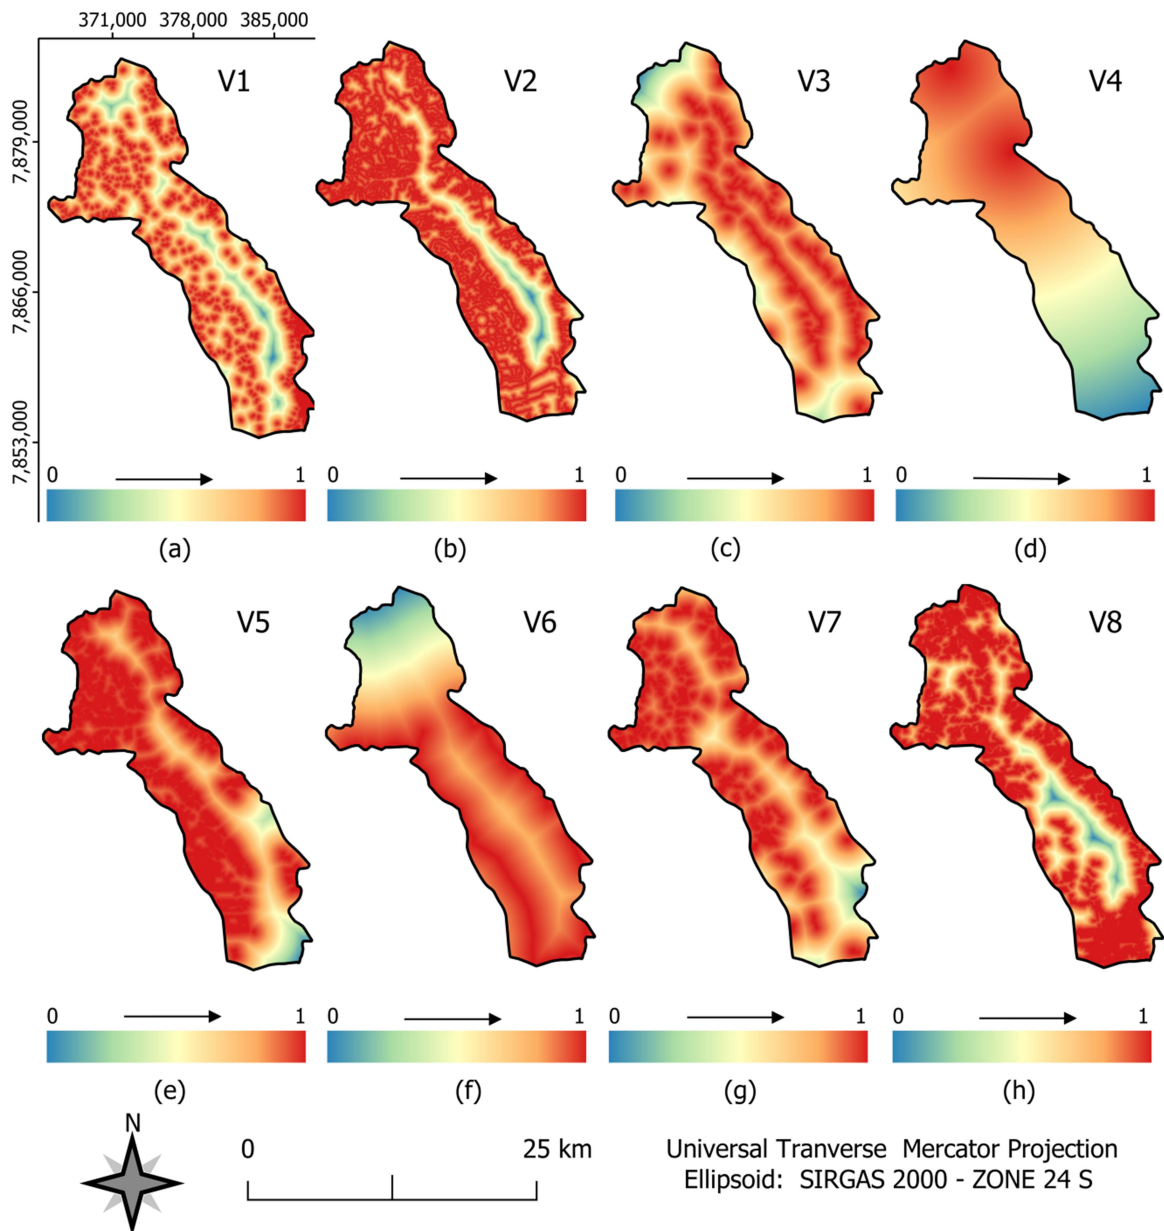 371,000 378,000 385,000
V1 V2 V3 V4
7,879,000
7,866,000
7,853,000
0 1 0 1 0 1 0 1
(a) (b) (c) (d)
V5 V6 V7 V8
0 1 0 1 0 1 0 1
(e) (f) (g) (h)
N
0 25 km
Universal Tranverse Mercator Projection
Ellipsoid: SIRGAS 2000 - ZONE 24 S